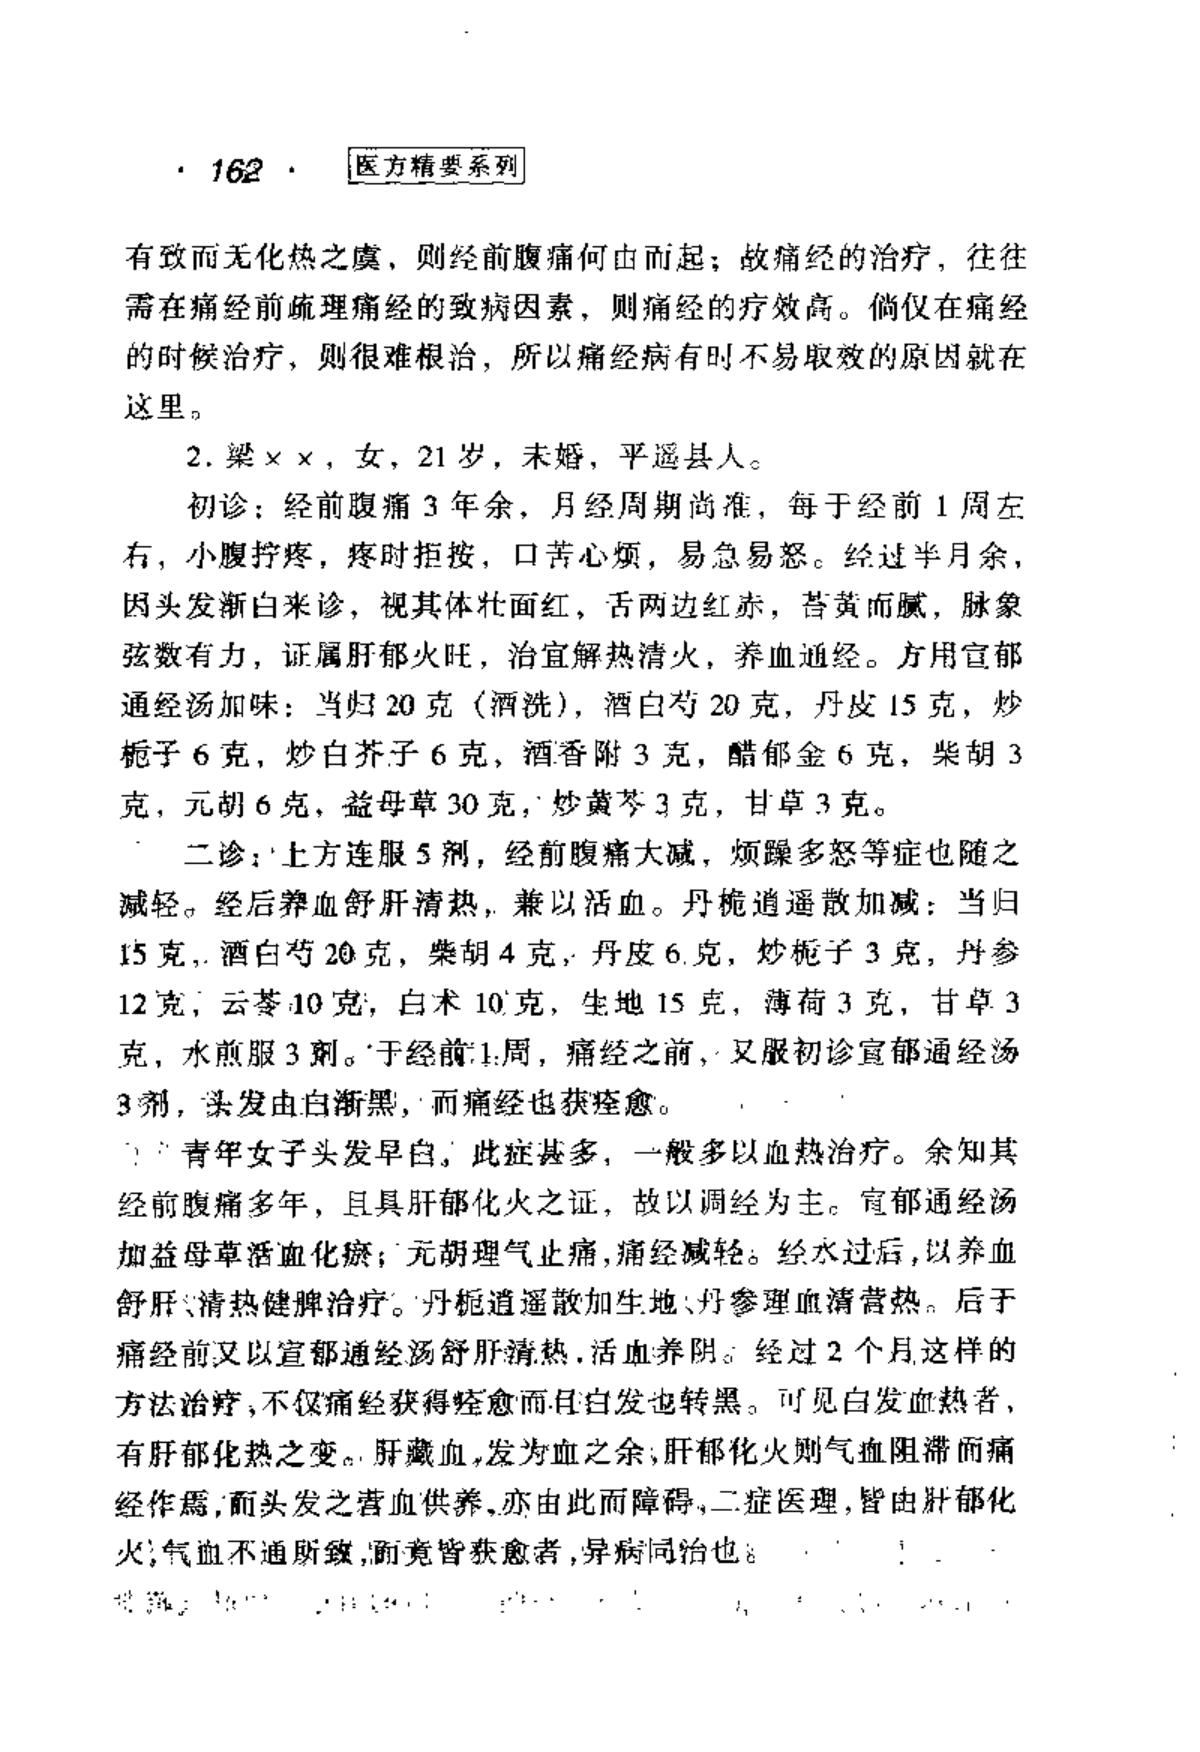 · 162 · 医方精要系列
有致而无化热之虞，则经前腹痛何由而起；故痛经的治疗，往往
需在痛经前疏理痛经的致病因素，则痛经的疗效高。倘仅在痛经
的时候治疗，则很难根治，所以痛经病有时不易取效的原因就在
这里。
2. 梁××，女，21岁，未婚，平遥县人。
初诊：经前腹痛 3 年余，月经周期尚准，每于经前 1 周左
右，小腹拧疼，疼时拒按，口苦心烦，易急易怒。经过半月余，
因头发渐白来诊，视其体壮面红，舌两边红赤，苔黄而腻，脉象
弦数有力，证属肝郁火旺，治宜解热清火，养血通经。方用宣郁
通经汤加味：当归 20 克（酒洗），酒白芍 20 克，丹皮 15 克，炒
栀子 6 克，炒白芥子 6 克，酒香附 3 克，醋郁金 6 克，柴胡 3
克，元胡 6 克，益母草 30 克，炒黄芩 3 克，甘草 3 克。
二诊：上方连服 5 剂，经前腹痛大减，烦躁多怒等症也随之
减轻。经后养血舒肝清热，兼以活血。丹栀逍遥散加减：当归
15 克，酒白芍 20 克，柴胡 4 克，丹皮 6 克，炒栀子 3 克，丹参
12 克，云苓 10 克，白术 10 克，生地 15 克，薄荷 3 克，甘草 3
克，水煎服 3 剂。于经前 1 周，痛经之前，又服初诊宣郁通经汤
3 剂，头发由白渐黑，而痛经也获痊愈。
青年女子头发早白，此症甚多，一般多以血热治疗。余知其
经前腹痛多年，且具肝郁化火之证，故以调经为主。宣郁通经汤
加益母草活血化瘀；元胡理气止痛，痛经减轻。经水过后，以养血
舒肝、清热健脾治疗。丹栀逍遥散加生地、丹参理血清营热。后于
痛经前又以宣郁通经汤舒肝清热，活血养阴。经过 2 个月这样的
方法治疗，不仅痛经获得痊愈而且白发也转黑。可见白发血热者，
有肝郁化热之变。肝藏血，发为血之余，肝郁化火则气血阻滞而痛
经作焉，而头发之营血供养，亦由此而障碍，二症医理，皆由肝郁化
火，气血不通所致，而竟皆获愈者，异病同治也。